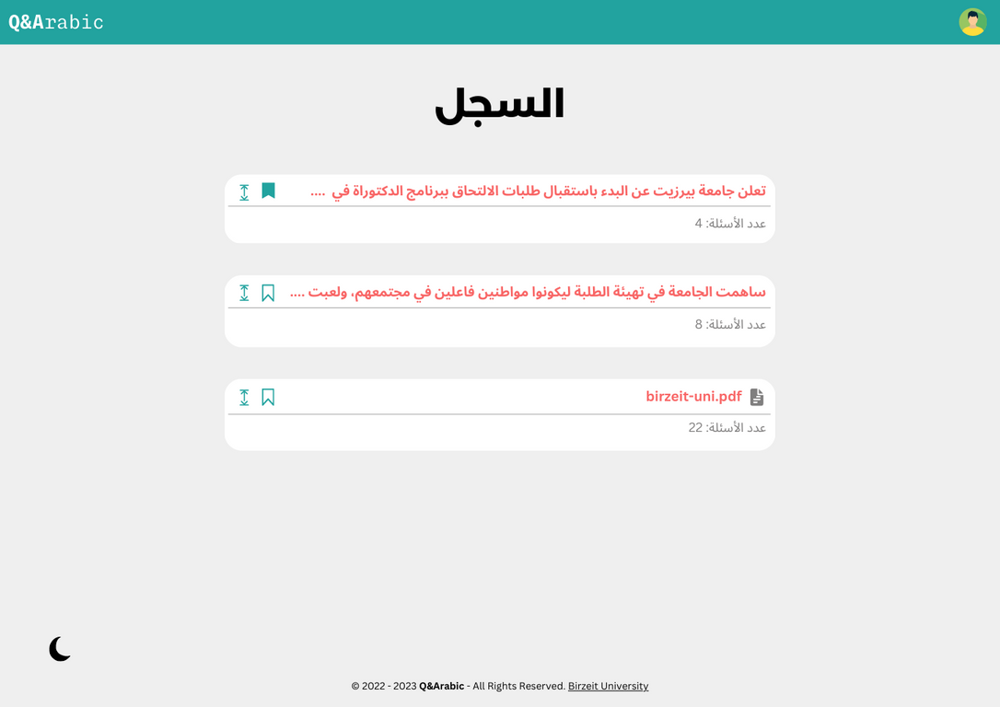 Q&Arabic
السجل
تعلن جامعة بيرزيت عن البدء باستقبال طلبات الالتحاق ببرنامج الدكتوراة في ....
عدد الأسئلة: 4
ساهمت الجامعة في تهيئة الطلبة ليكونوا مواطنين فاعلين في مجتمعهم، ولعبت ....
عدد الأسئلة: 8
birzeit-uni.pdf
عدد الأسئلة: 22
© 2022 - 2023 Q&Arabic - All Rights Reserved. Birzeit University